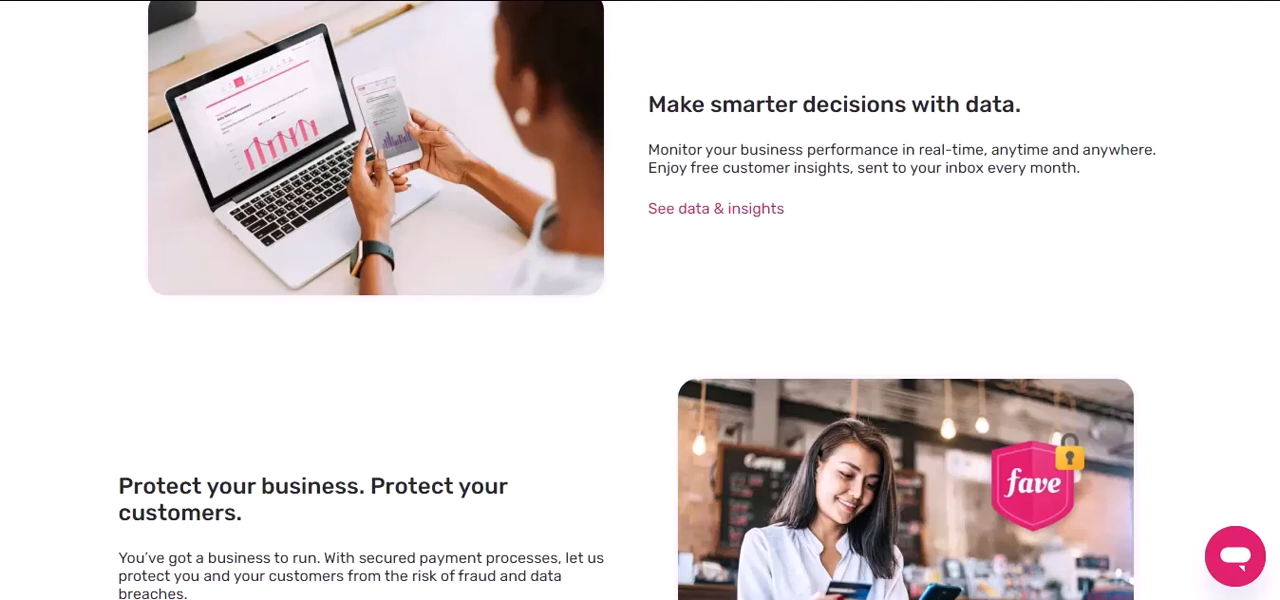 Make smarter decisions with data.
Monitor your business performance in real-time, anytime and anywhere.
Enjoy free customer insights, sent to your inbox every month.
See data & insights
Protect your business. Protect your
customers.
You’ve got a business to run. With secured payment processes, let us
protect you and your customers from the risk of fraud and data
breaches.
fave